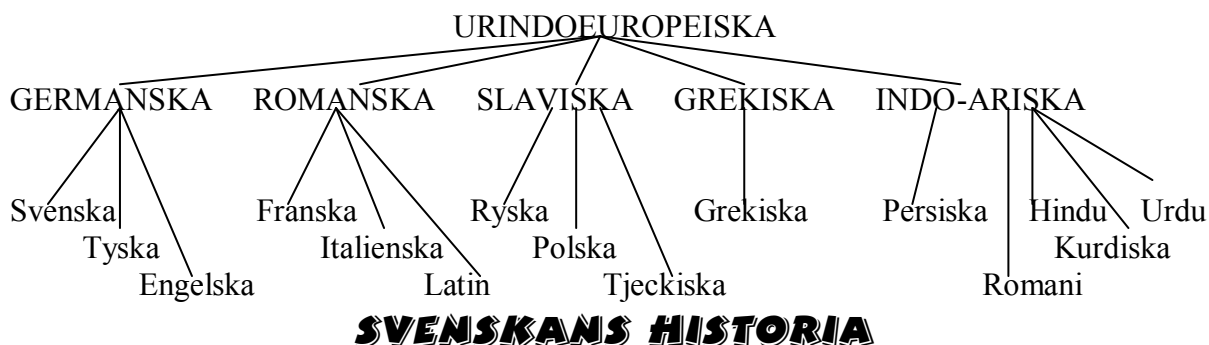 URINDOEUROPEISKA
GERMANSKA ROMANSKA SLAVISKA GREKISKA INDO-ARISKA
Svenska Franska Ryska Grekiska Persiska Hindu Urdu
Tyska Italienska Polska Kurdiska
Engelska Latin Tjeckiska Romani
SVENSKANS HISTORIA